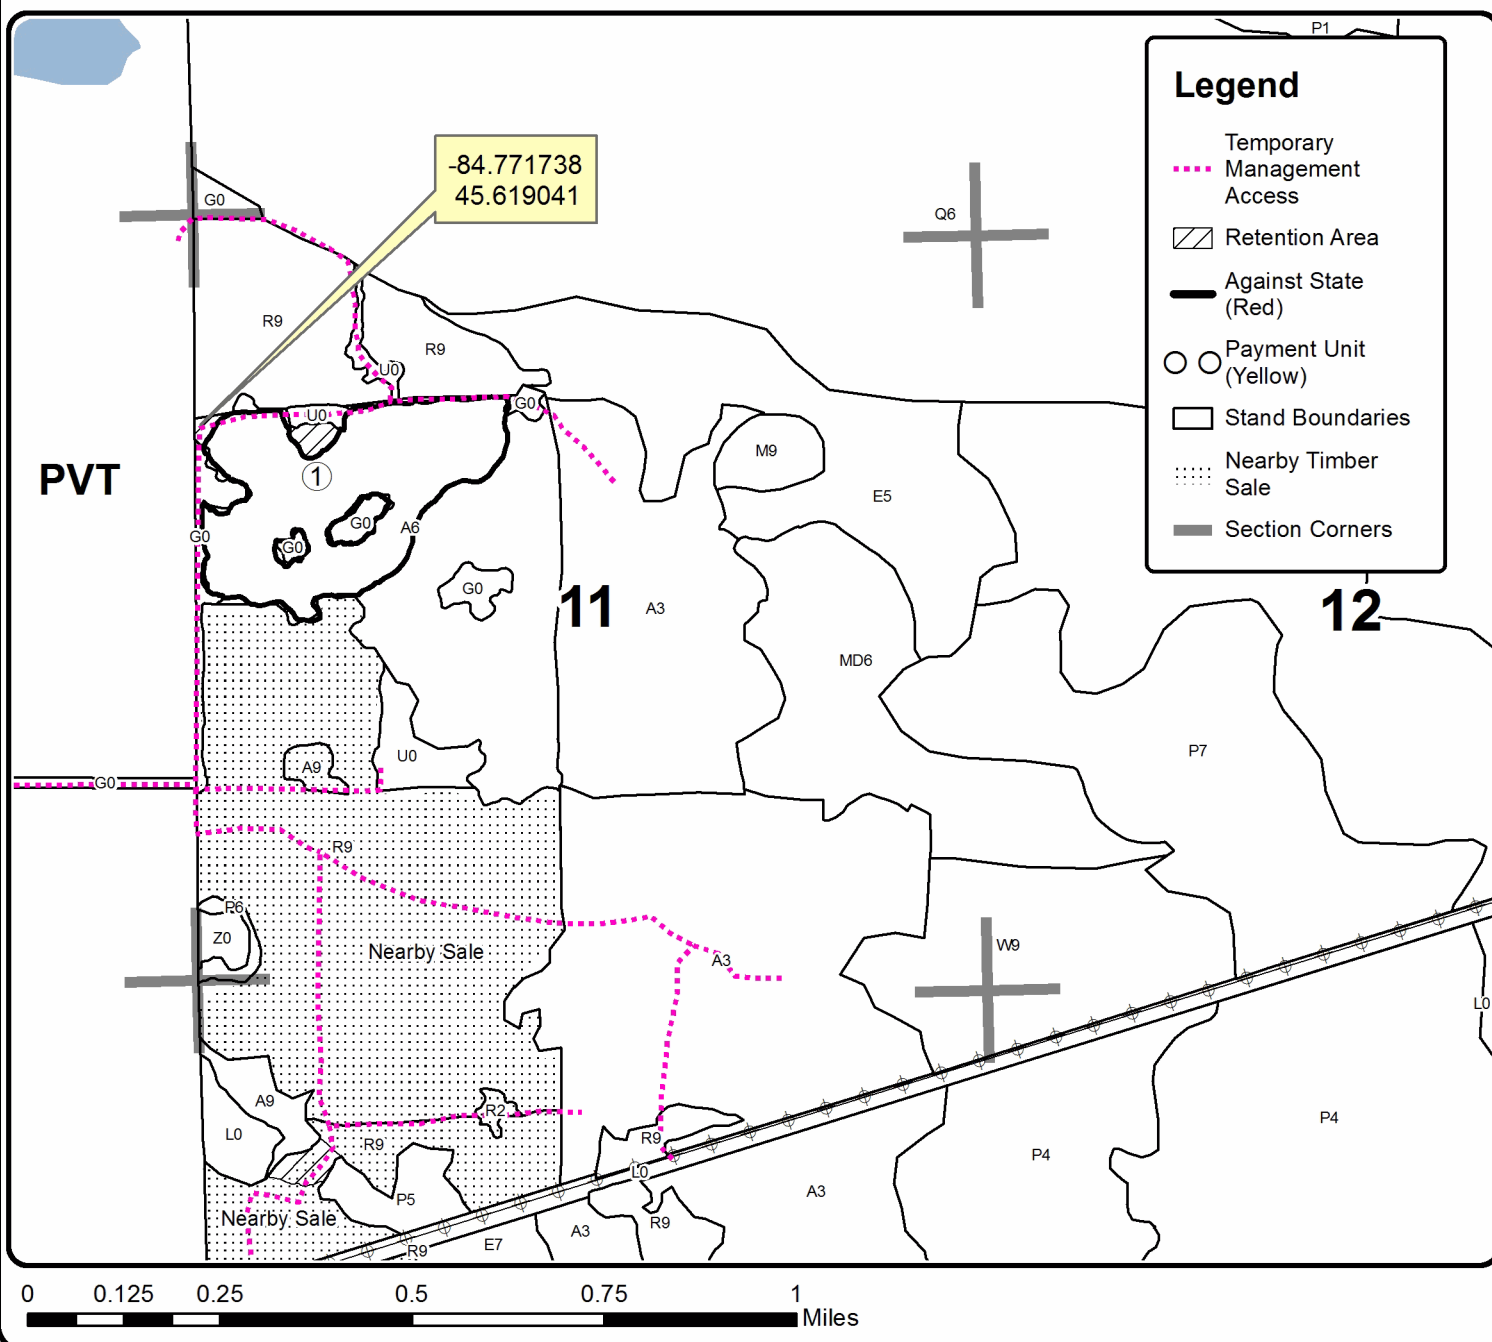 P1
Legend
Temporary
Management
Access
Retention Area
Against State
(Red)
Payment Unit
(Yellow)
Stand Boundaries
Nearby Timber
Sale
Section Corners
-84.771738
45.619041
G0
Q6
R9
R9
U0
U0
G0
M9
PVT
1
E5
G0
A6
G0
G0
G0
11
A3
12
MD6
U0
P7
A9
G0
R9
P6
Z0
Nearby Sale
A3
W9
L0
A9
R2
L0
R9
R9
P4
P4
L0
A3
P5
Nearby Sale
A3
R9
E7
R9
0
0.125
0.25
0.5
0.75
1
Miles